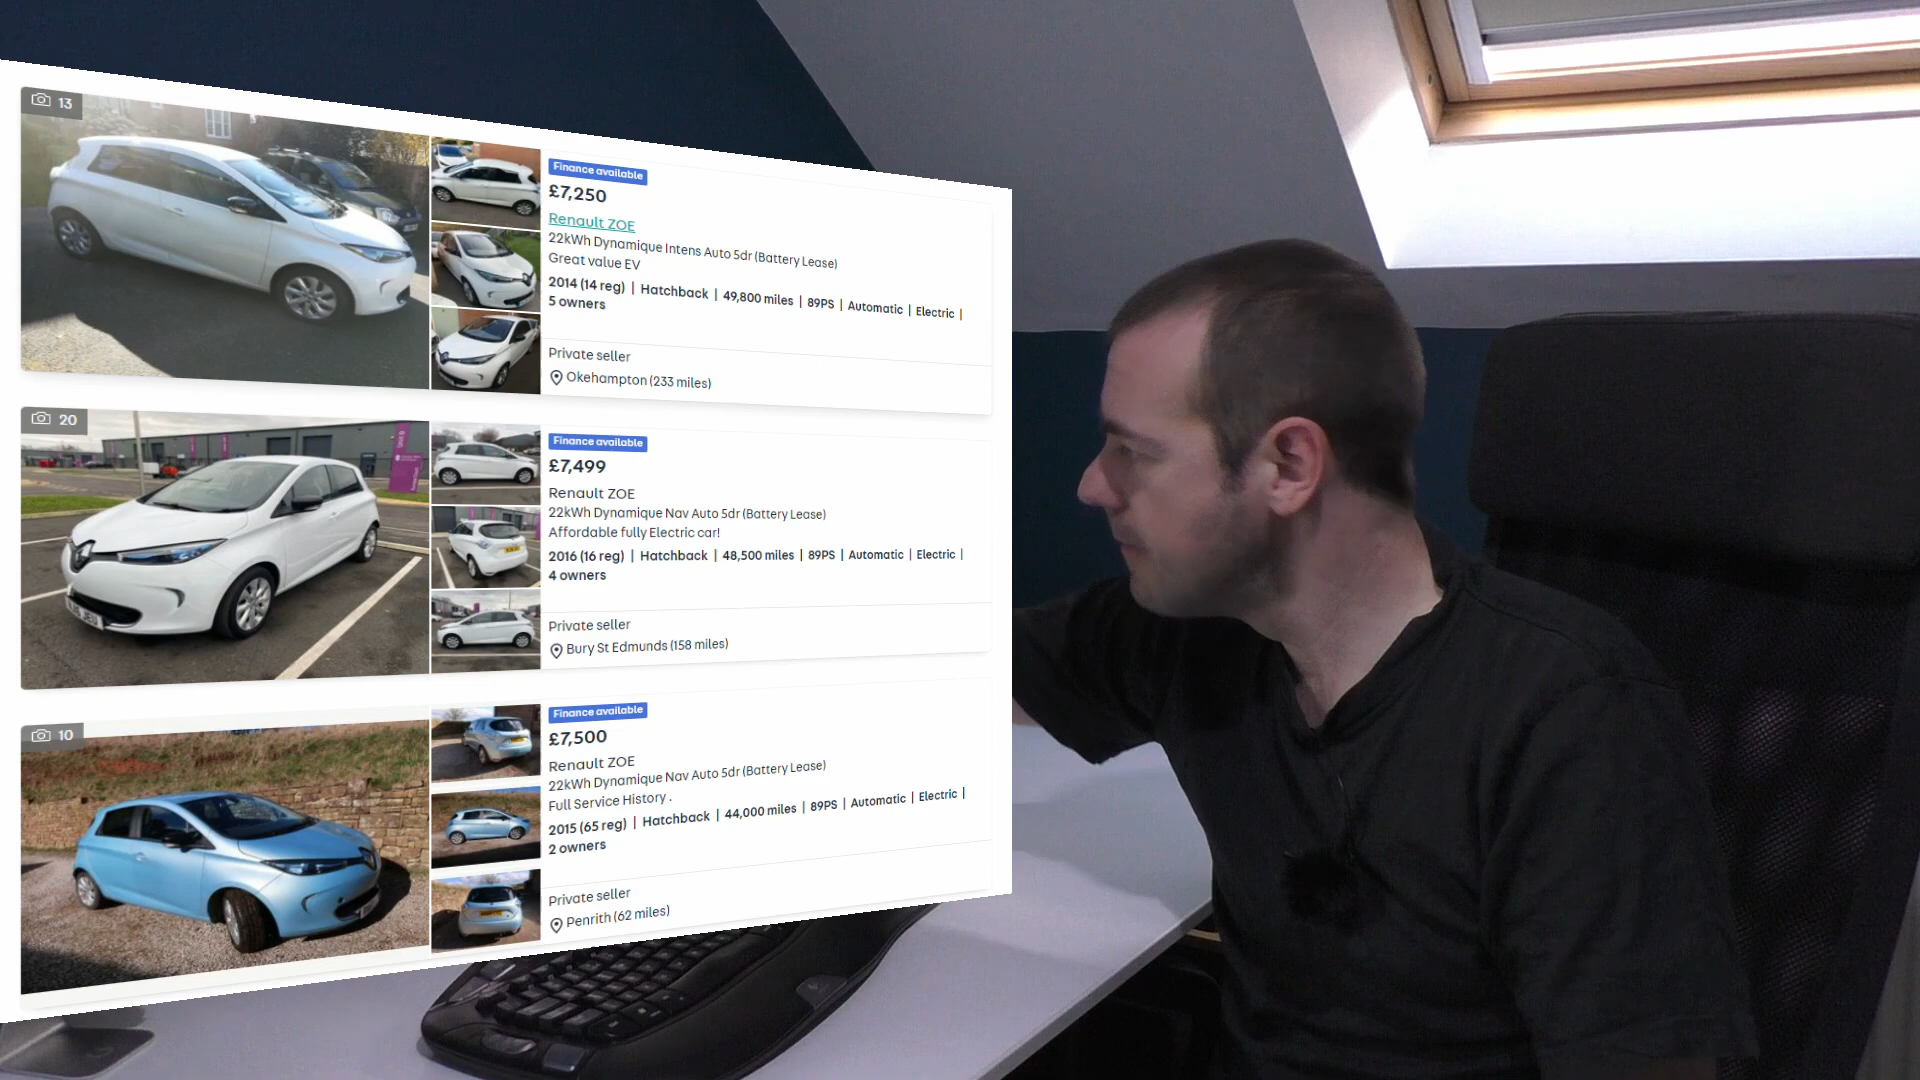 13
Finance available
£7,250
Renault ZOE
22kWh Dynamique Intens Auto 5dr (Battery Lease)
Great value EV
2014 (14 reg) | Hatchback | 49,800 miles | 89PS | Automatic | Electric |
5 owners
Private seller
Okehampton (233 miles)
20
Finance available
£7,499
Renault ZOE
22kWh Dynamique Nav Auto 5dr (Battery Lease)
Affordable fully Electric car!
2016 (16 reg) | Hatchback | 48,500 miles | 89PS | Automatic | Electric |
4 owners
Private seller
Bury St Edmunds (158 miles)
10
Finance available
£7,500
Renault ZOE
22kWh Dynamique Nav Auto 5dr (Battery Lease)
Full Service History .
2015 (65 reg) | Hatchback | 44,000 miles | 89PS | Automatic | Electric |
2 owners
Private seller
Penrith (62 miles)